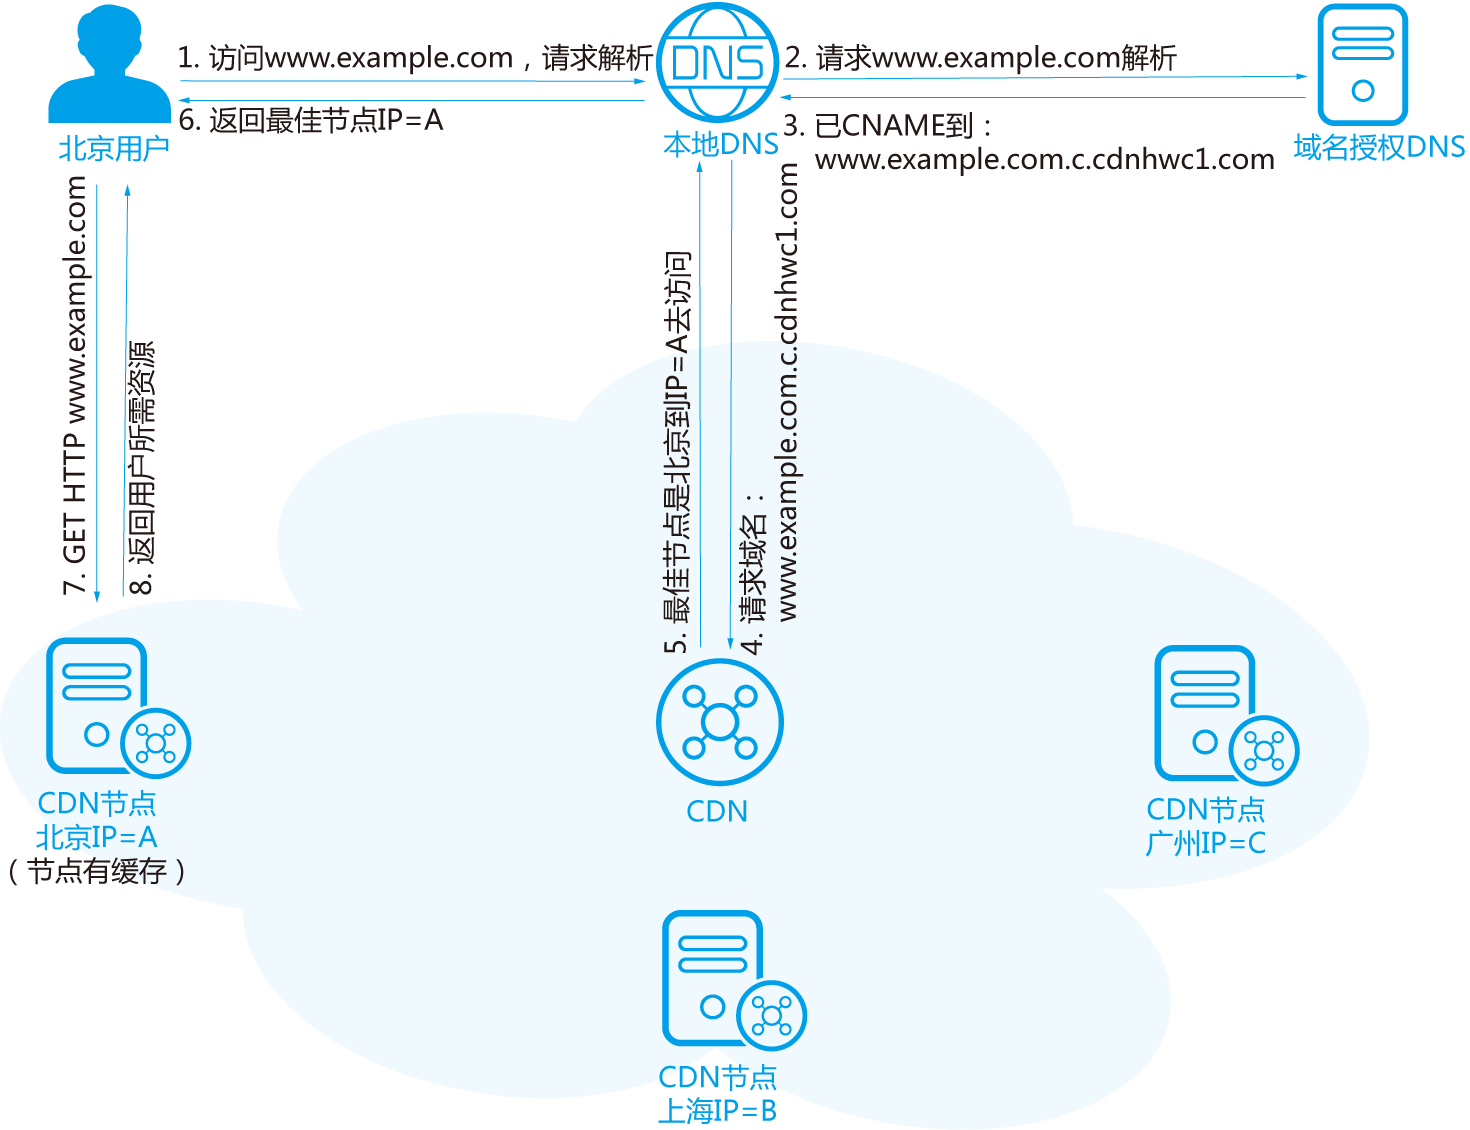 1. 访问www.example.com，请求解析
DNS
2. 请求www.example.com解析
6. 返回最佳节点IP=A
3. 已CNAME到：
www.example.com.c.cdnhwc1.com
北京用户
本地DNS
域名授权DNS
7. GET HTTP www.example.com
8. 返回用户所需资源
5. 最佳节点是北京到IP=A去访问
4. 请求域名：
www.example.com.c.cdnhwc1.com
CDN节点
北京IP=A
（节点有缓存）
CDN
CDN节点
广州IP=C
CDN节点
上海IP=B